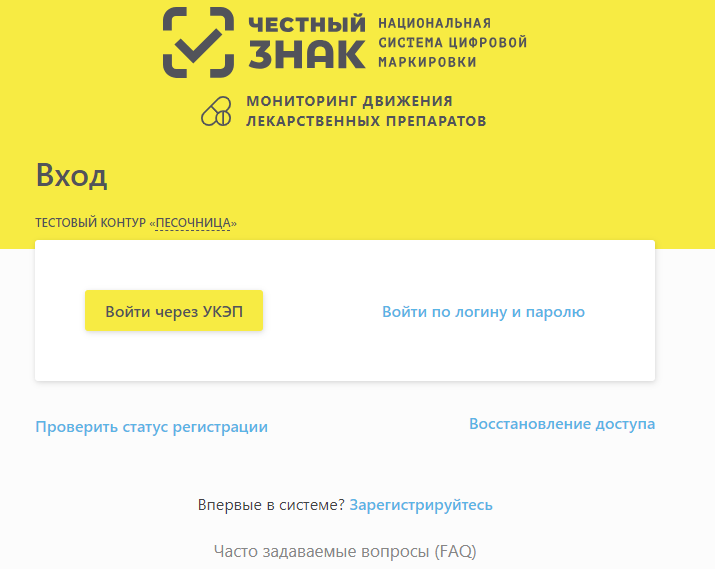 ЧЕСТНЫЙ
ЗНАК
НАЦИОНАЛЬНАЯ
СИСТЕМА ЦИФРОВОЙ
МАРКИРОВКИ
МОНИТОРИНГ ДВИЖЕНИЯ
ЛЕКАРСТВЕННЫХ ПРЕПАРАТОВ
Вход
ТЕСТОВЫЙ КОНТУР «ПЕСОЧНИЦА»
Войти через УКЭП
Войти по логину и паролю
Проверить статус регистрации
Восстановление доступа
Впервые в системе? Зарегистрируйтесь
Часто задаваемые вопросы (FAQ)